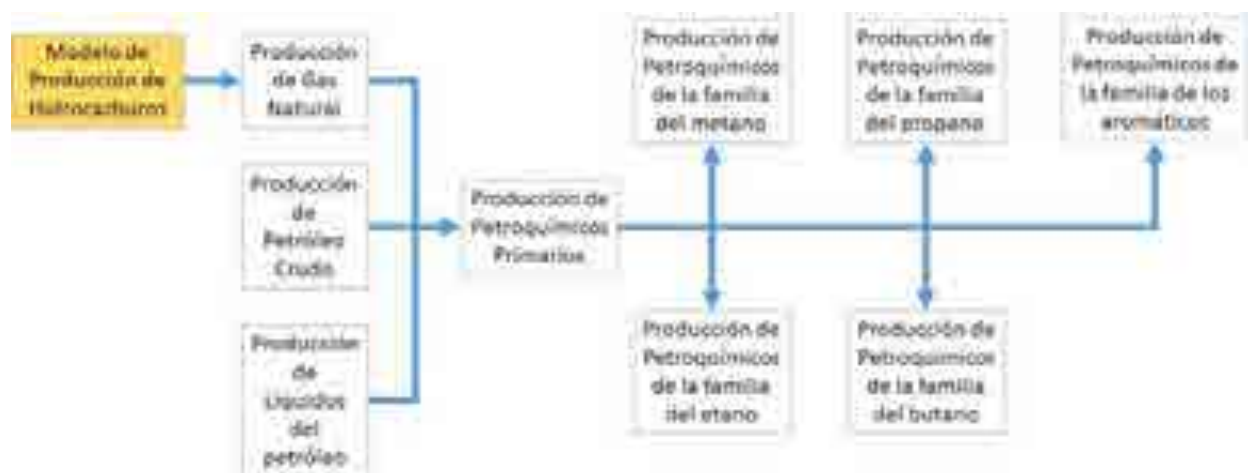 Modelo de
Producción de
Hidrocarburos
Producción
de Gas
Natural
Producción
de
Petróleo
Crudo
Producción
de
Líquidos
del
petróleo
Producción de
Petroquímicos
Primarios
Producción de
Petroquímicos
de la familia
del metano
Producción de
Petroquímicos
de la familia
del propano
Producción de
Petroquímicos de
la familia de los
aromáticos
Producción de
Petroquímicos
de la familia
del etano
Producción de
Petroquímicos
de la familia
del butano